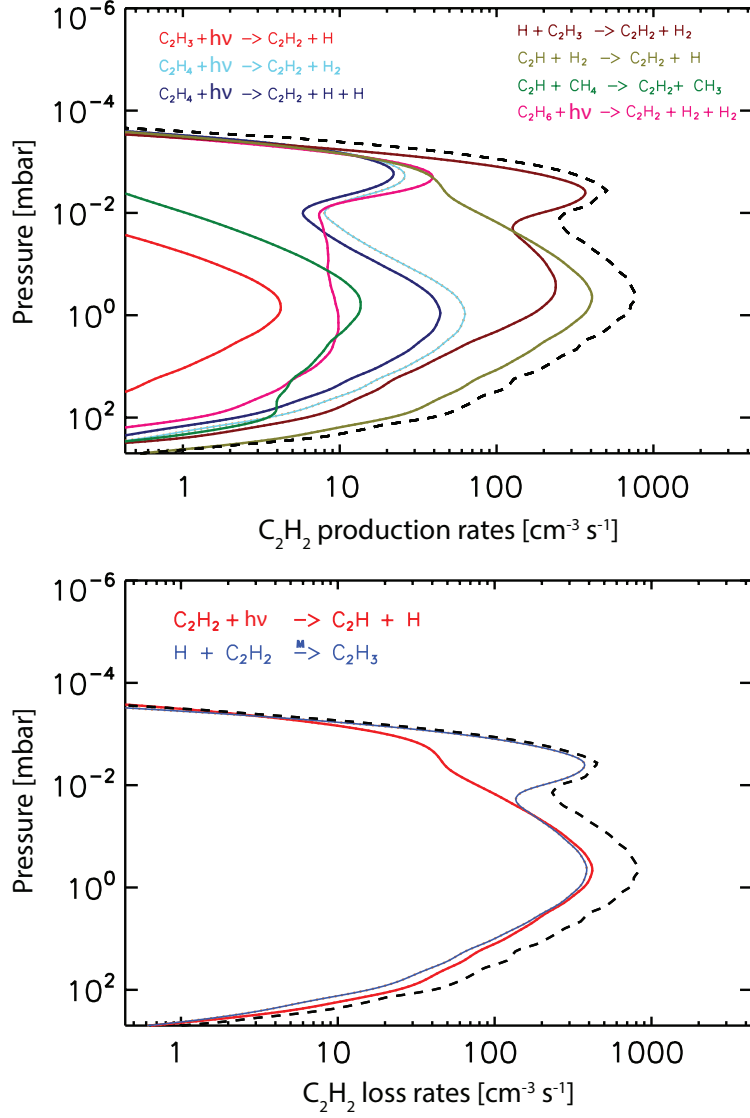 C₂H₃ + hν -> C₂H₂ + H
C₂H₄ + hν -> C₂H₂ + H₂
C₂H₄ + hν -> C₂H₂ + H + H
H + C₂H₃ -> C₂H₂ + H₂
C₂H + H₂ -> C₂H₂ + H
C₂H + CH₄ -> C₂H₂ + CH₃
C₂H₆ + hν -> C₂H₂ + H₂ + H₂
10⁻⁶
10⁻⁴
10⁻²
10⁰
10²
Pressure [mbar]
1 10 100 1000
C₂H₂ production rates [cm⁻³ s⁻¹]
C₂H₂ + hν -> C₂H + H
H + C₂H₂ M -> C₂H₃
10⁻⁶
10⁻⁴
10⁻²
10⁰
10²
Pressure [mbar]
1 10 100 1000
C₂H₂ loss rates [cm⁻³ s⁻¹]